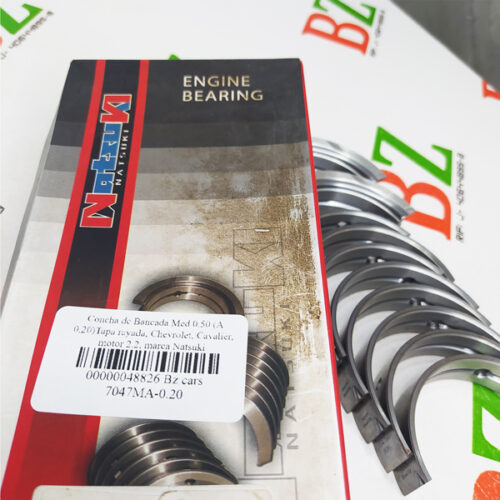 BZ
ENGINE
BEARING
Natsuki
NATSUKI
BZ
Concha de Bancada Med 0.50 (A
0.20)Tapa rayada, Chevrolet, Cavalier,
motor 2.2, marca Natsuki
00000048826 Bz cars
7047MA-0.20
BZ